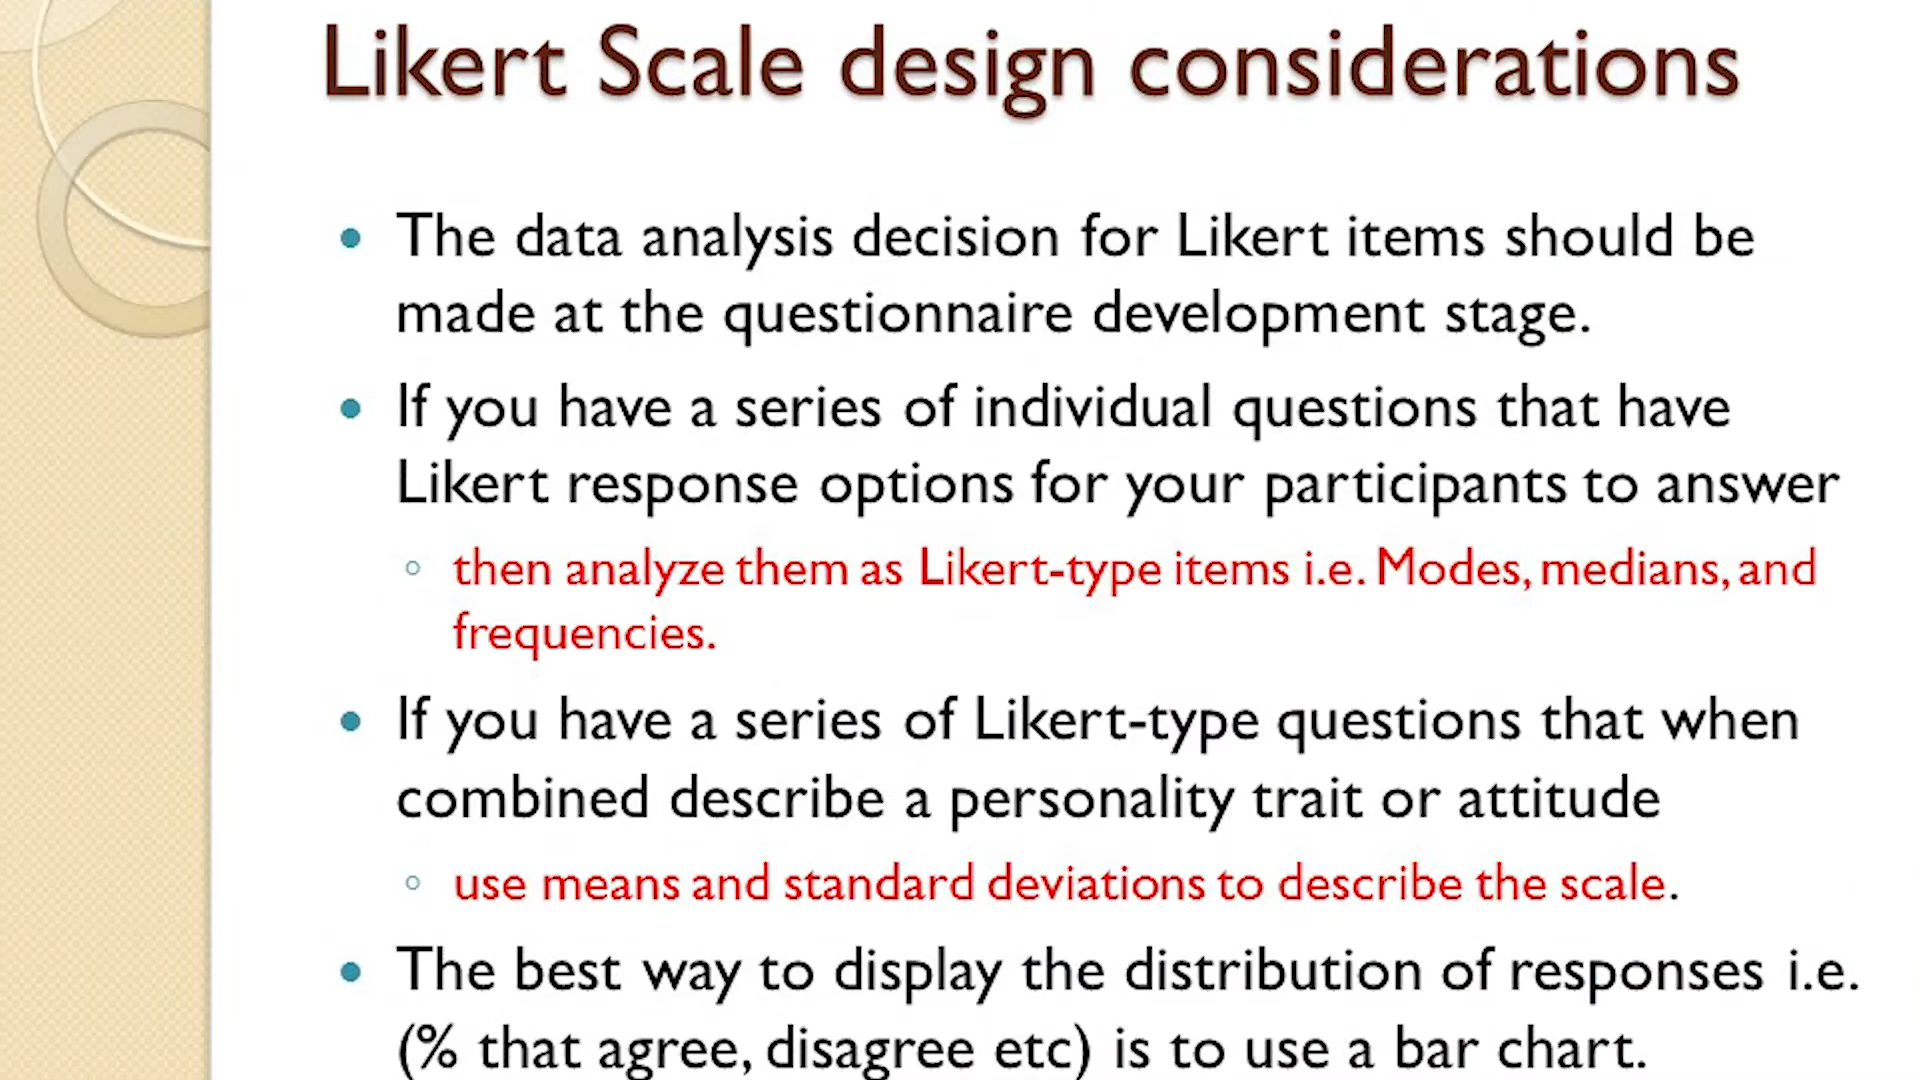 Likert Scale design considerations
• The data analysis decision for Likert items should be
made at the questionnaire development stage.
• If you have a series of individual questions that have
Likert response options for your participants to answer
◦ then analyze them as Likert-type items i.e. Modes, medians, and
frequencies.
• If you have a series of Likert-type questions that when
combined describe a personality trait or attitude
◦ use means and standard deviations to describe the scale.
• The best way to display the distribution of responses i.e.
(% that agree, disagree etc) is to use a bar chart.